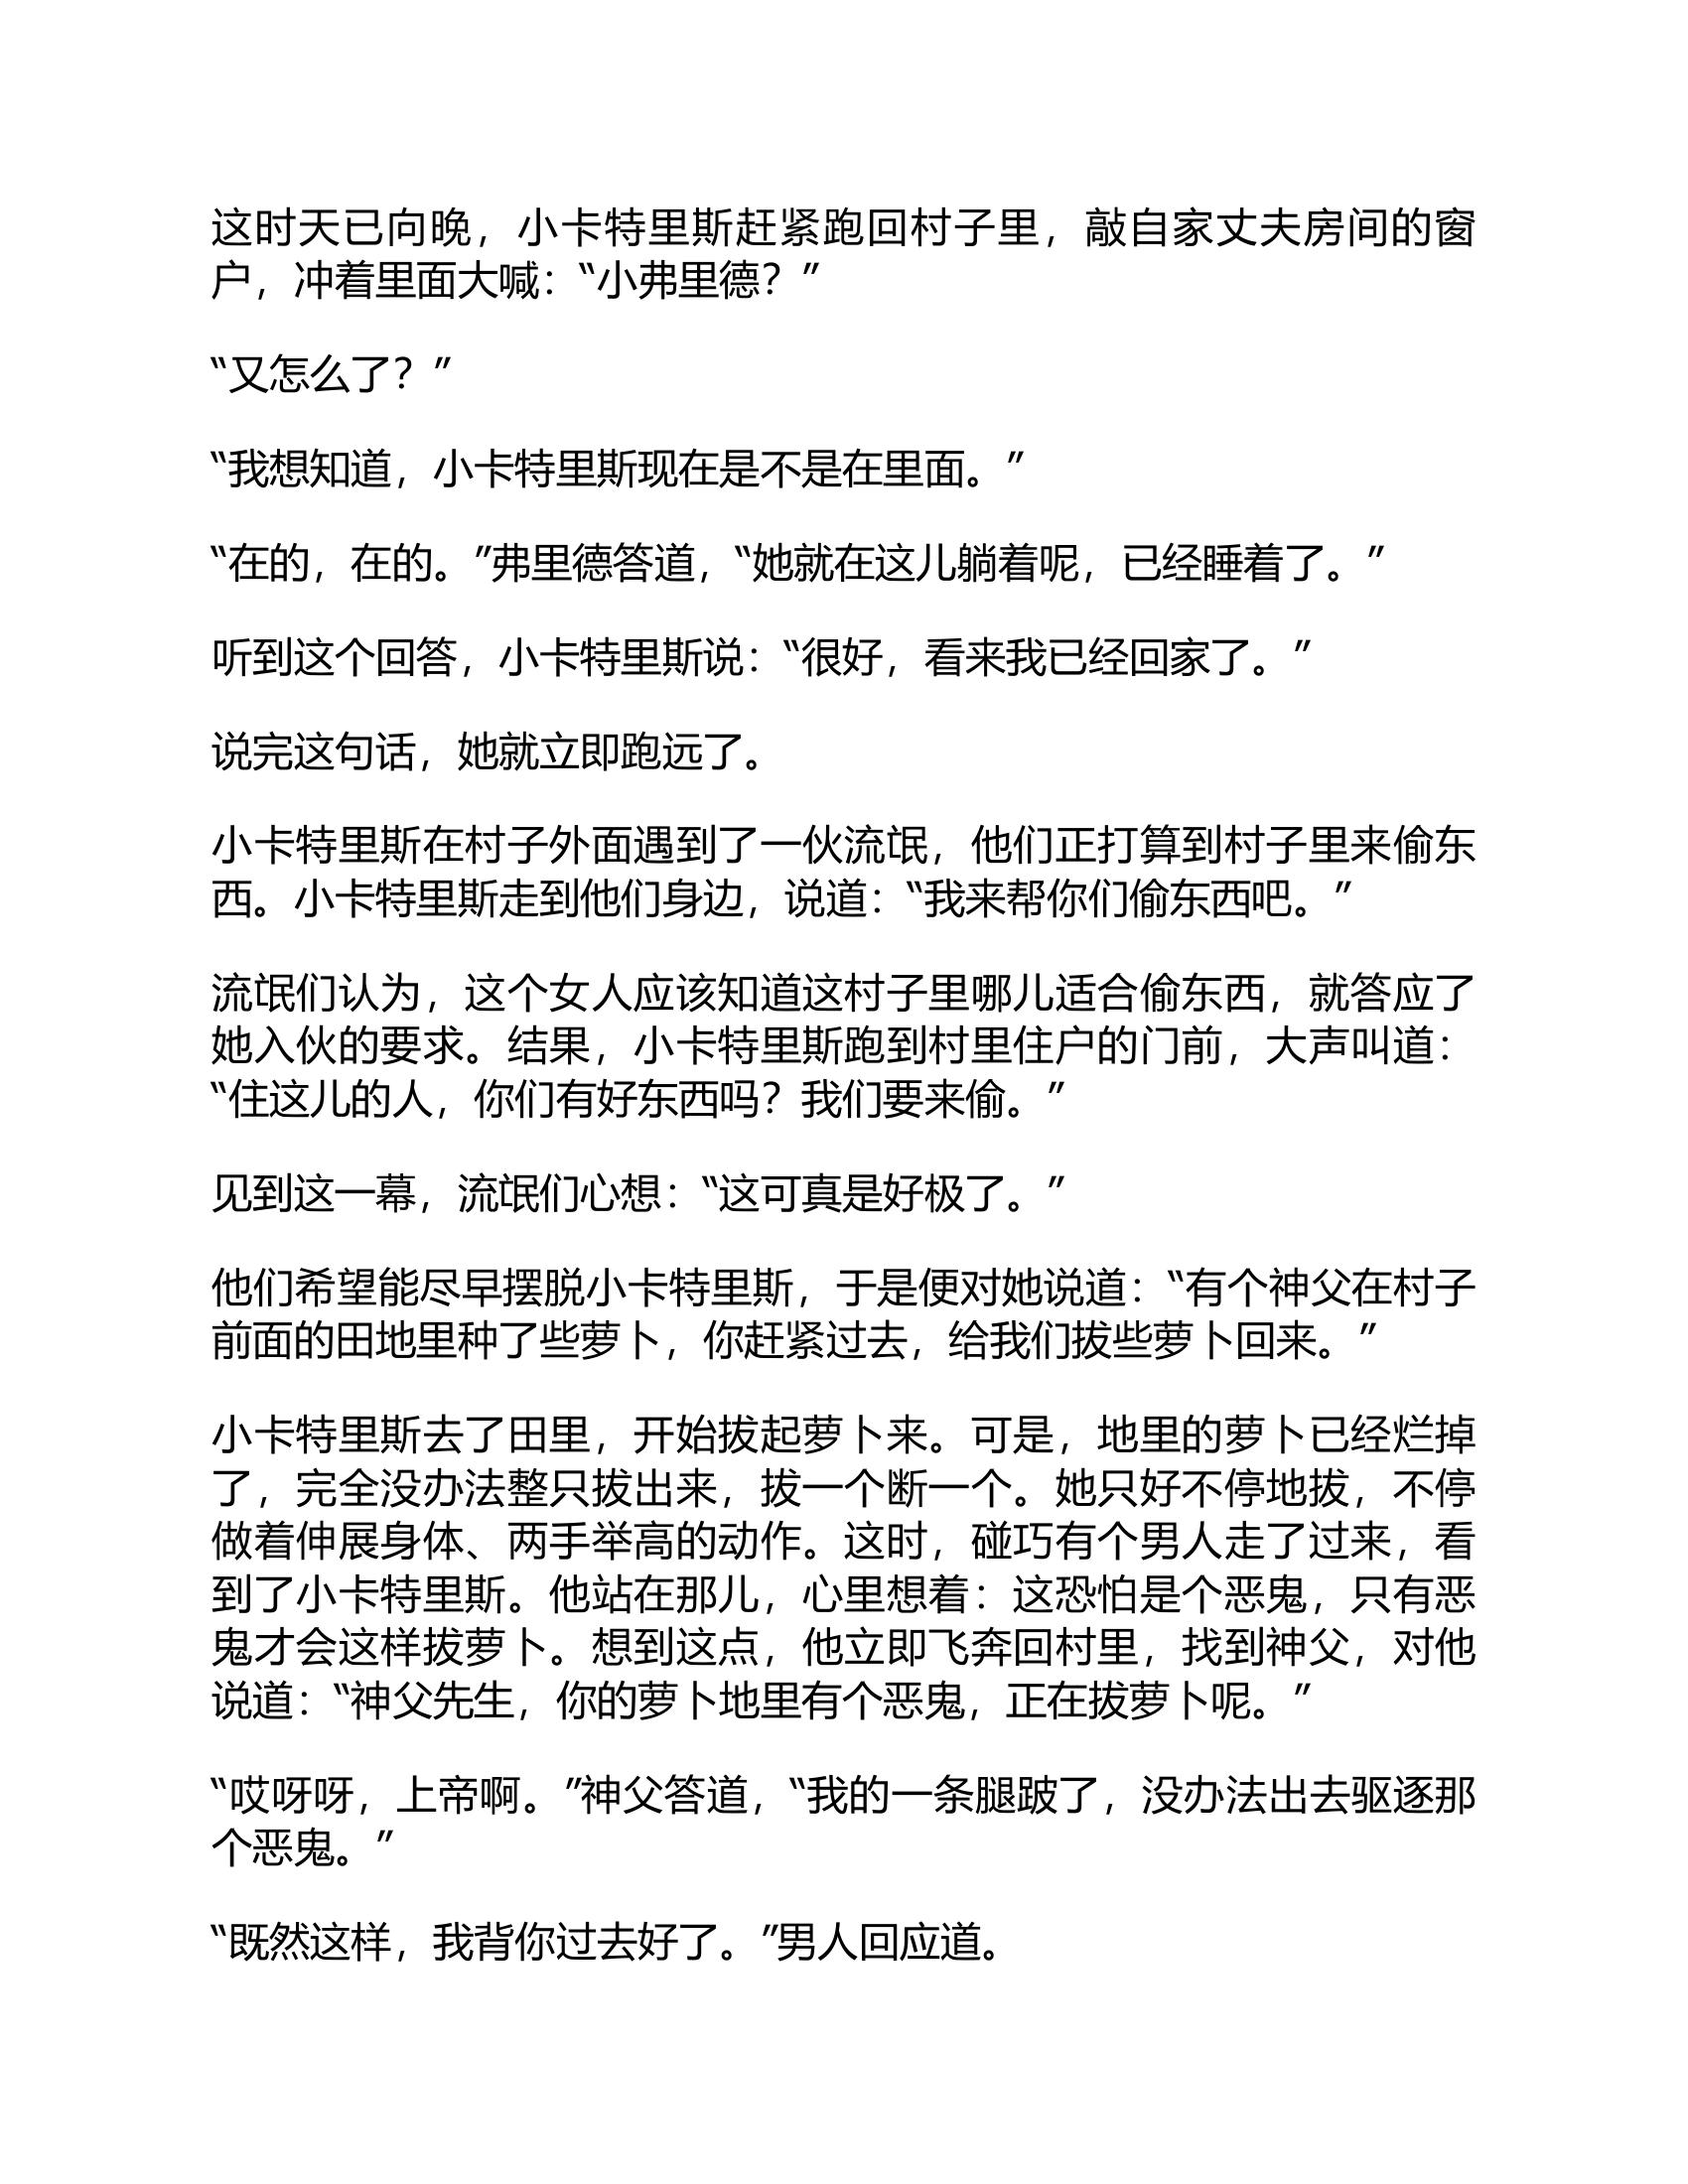 这时天已向晚，小卡特里斯赶紧跑回村子里，敲自家丈夫房间的窗
户，冲着里面大喊：“小弗里德？”
“又怎么了？”
“我想知道，小卡特里斯现在是不是在里面。”
“在的，在的。”弗里德答道，“她就在这儿躺着呢，已经睡着了。”
听到这个回答，小卡特里斯说：“很好，看来我已经回家了。”
说完这句话，她就立即跑远了。
小卡特里斯在村子外面遇到了一伙流氓，他们正打算到村子里来偷东
西。小卡特里斯走到他们身边，说道：“我来帮你们偷东西吧。”
流氓们认为，这个女人应该知道这村子里哪儿适合偷东西，就答应了
她入伙的要求。结果，小卡特里斯跑到村里住户的门前，大声叫道：
“住这儿的人，你们有好东西吗？我们要来偷。”
见到这一幕，流氓们心想：“这可真是好极了。”
他们希望能尽早摆脱小卡特里斯，于是便对她说道：“有个神父在村子
前面的田地里种了些萝卜，你赶紧过去，给我们拔些萝卜回来。”
小卡特里斯去了田里，开始拔起萝卜来。可是，地里的萝卜已经烂掉
了，完全没办法整只拔出来，拔一个断一个。她只好不停地拔，不停
做着伸展身体、两手举高的动作。这时，碰巧有个男人走了过来，看
到了小卡特里斯。他站在那儿，心里想着：这恐怕是个恶鬼，只有恶
鬼才会这样拔萝卜。想到这点，他立即飞奔回村里，找到神父，对他
说道：“神父先生，你的萝卜地里有个恶鬼，正在拔萝卜呢。”
“哎呀呀，上帝啊。”神父答道，“我的一条腿跛了，没办法出去驱逐那
个恶鬼。”
“既然这样，我背你过去好了。”男人回应道。